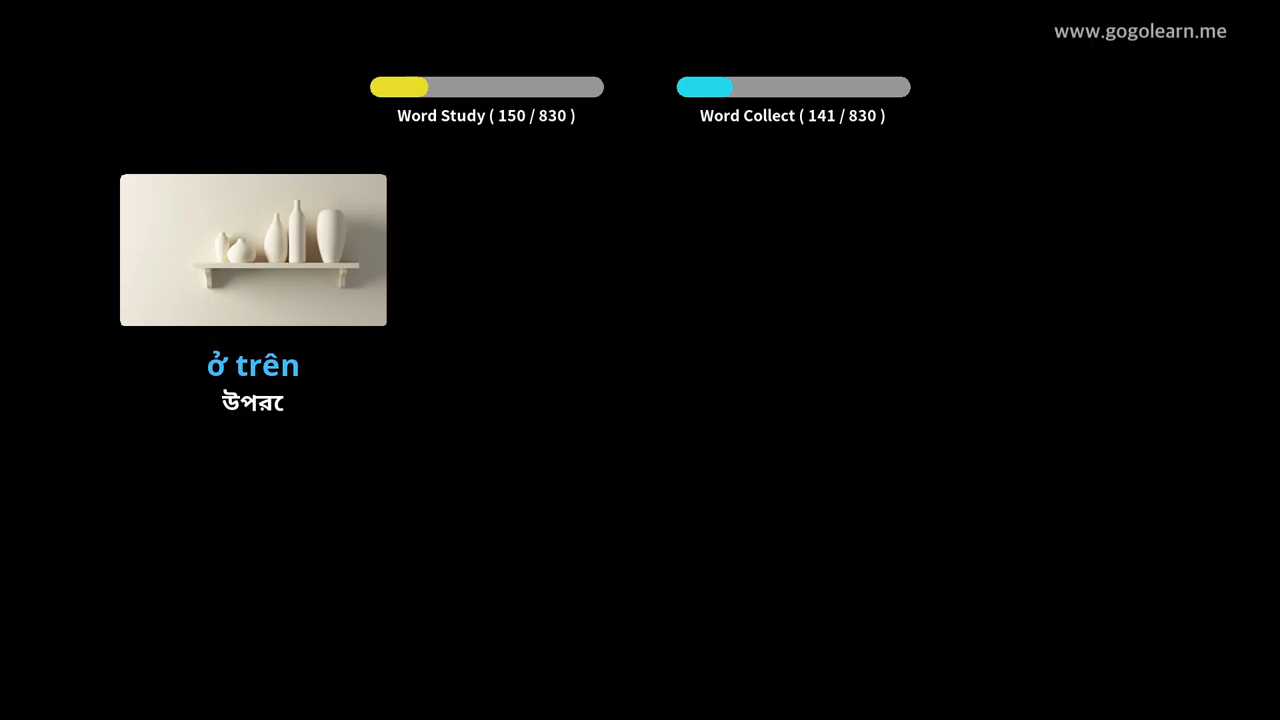 www.gogolearn.me
Word Study ( 150 / 830 )
Word Collect ( 141 / 830 )
ở trên
উপরে